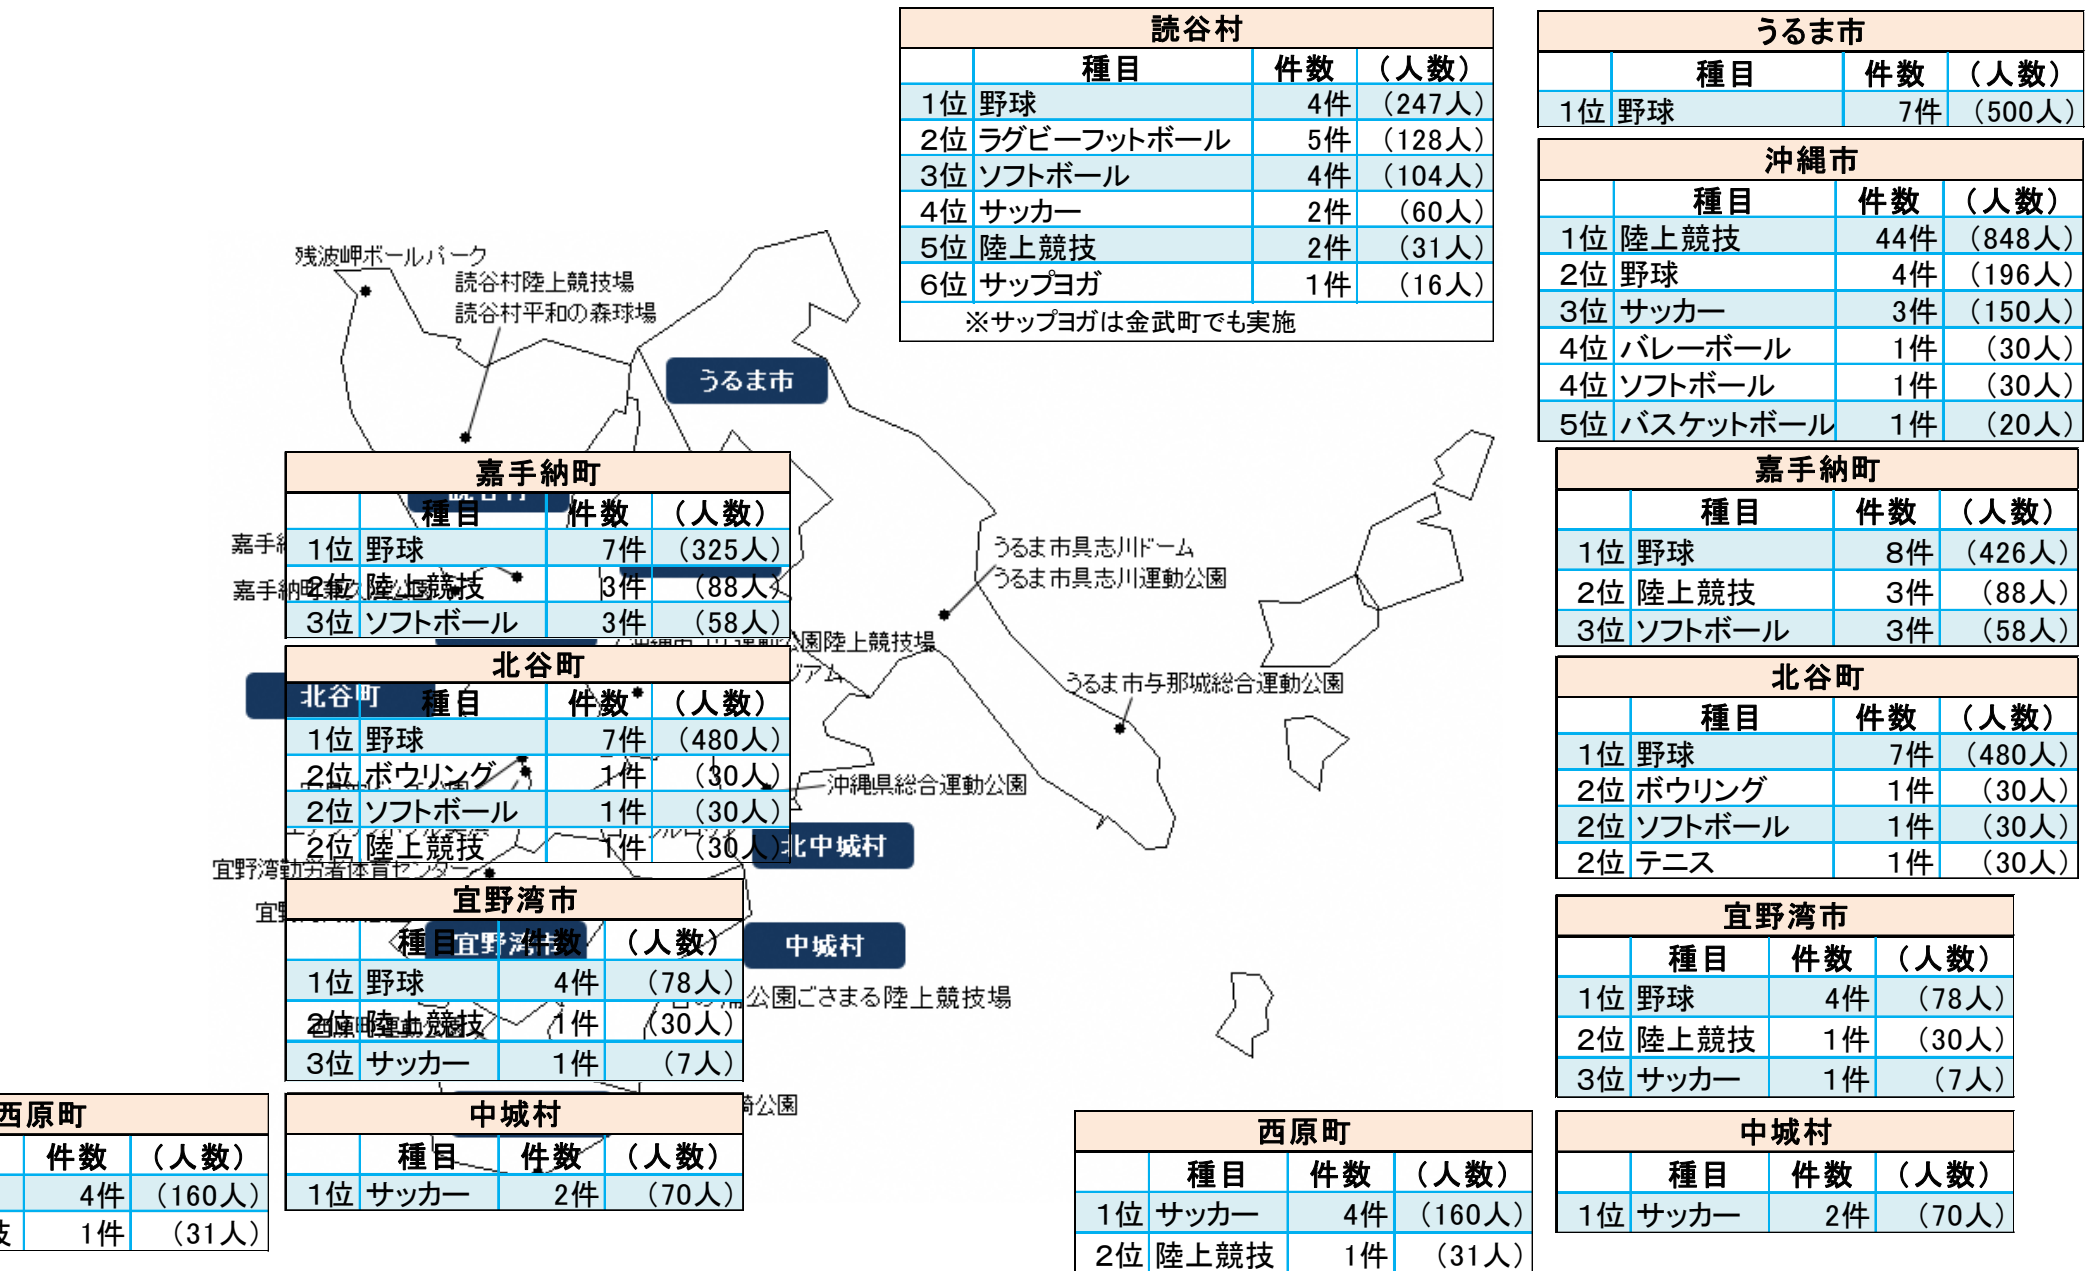 読谷村
種目 件数 (人数)
1位 野球 4件 (247人)
2位 ラグビーフットボール 5件 (128人)
3位 ソフトボール 4件 (104人)
4位 サッカー 2件 (60人)
5位 陸上競技 2件 (31人)
6位 サップヨガ 1件 (16人)
※サップヨガは金武町でも実施
うるま市
種目 件数 (人数)
1位 野球 7件 (500人)
沖縄市
種目 件数 (人数)
1位 陸上競技 44件 (848人)
2位 野球 4件 (196人)
3位 サッカー 3件 (150人)
4位 バレーボール 1件 (30人)
4位 ソフトボール 1件 (30人)
5位 バスケットボール 1件 (20人)
残波岬ボールパーク
読谷村陸上競技場
読谷村平和の森球場
うるま市
嘉手納町
種目 件数 (人数)
1位 野球 7件 (325人)
2位 陸上競技 3件 (88人)
3位 ソフトボール 3件 (58人)
うるま市具志川ドーム
うるま市具志川運動公園
うるま市与那城総合運動公園
嘉手納町
種目 件数 (人数)
1位 野球 8件 (426人)
2位 陸上競技 3件 (88人)
3位 ソフトボール 3件 (58人)
北谷町
北谷町
種目 件数 (人数)
1位 野球 7件 (480人)
2位 ボウリング 1件 (30人)
2位 ソフトボール 1件 (30人)
2位 陸上競技 1件 (30人)
沖縄県総合運動公園
北中城村
北谷町
種目 件数 (人数)
1位 野球 7件 (480人)
2位 ボウリング 1件 (30人)
2位 ソフトボール 1件 (30人)
2位 テニス 1件 (30人)
宜野湾勤労者体育センター
宜野湾市
宜野湾市
種目 件数 (人数)
1位 野球 4件 (78人)
2位 陸上競技 1件 (30人)
3位 サッカー 1件 (7人)
中城村
公園ごさまる陸上競技場
宜野湾市
種目 件数 (人数)
1位 野球 4件 (78人)
2位 陸上競技 1件 (30人)
3位 サッカー 1件 (7人)
西原町
件数 (人数)
4件 (160人)
技 1件 (31人)
中城村
種目 件数 (人数)
1位 サッカー 2件 (70人)
公園
西原町
種目 件数 (人数)
1位 サッカー 4件 (160人)
2位 陸上競技 1件 (31人)
中城村
種目 件数 (人数)
1位 サッカー 2件 (70人)